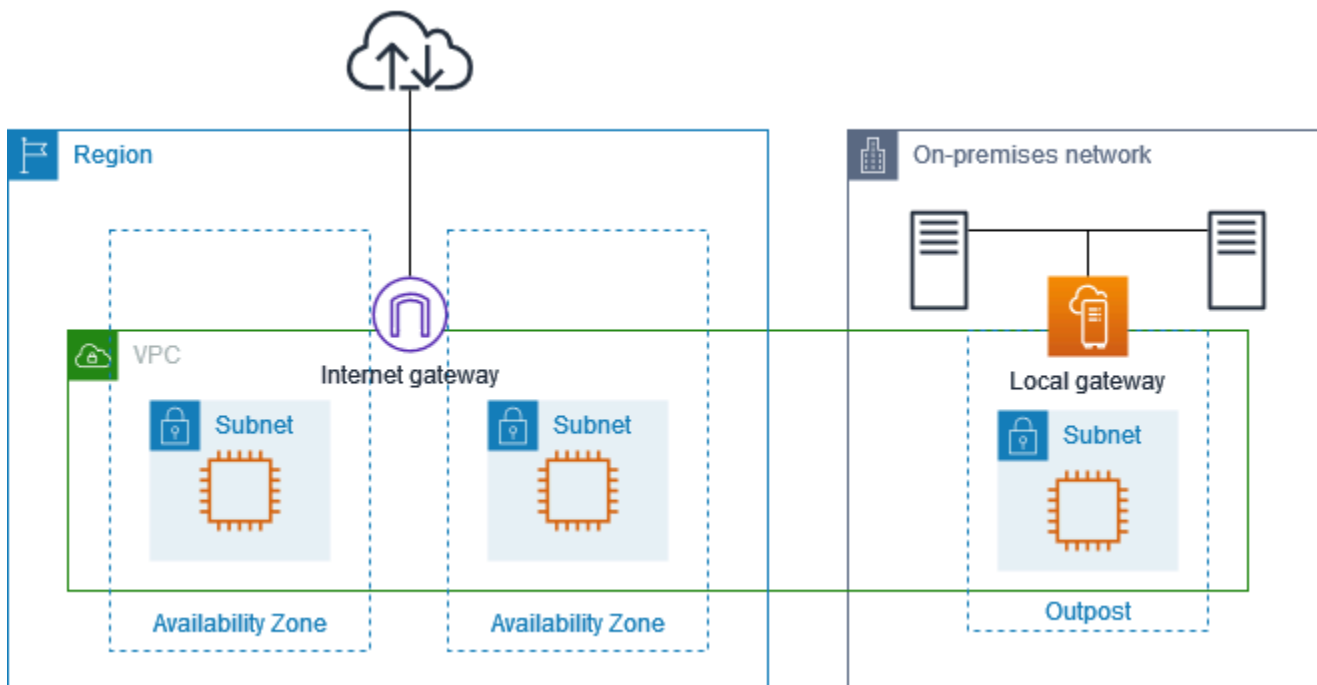 Region
On-premises network
VPC
Internet gateway
Local gateway
Subnet
Subnet
Subnet
Availability Zone
Availability Zone
Outpost